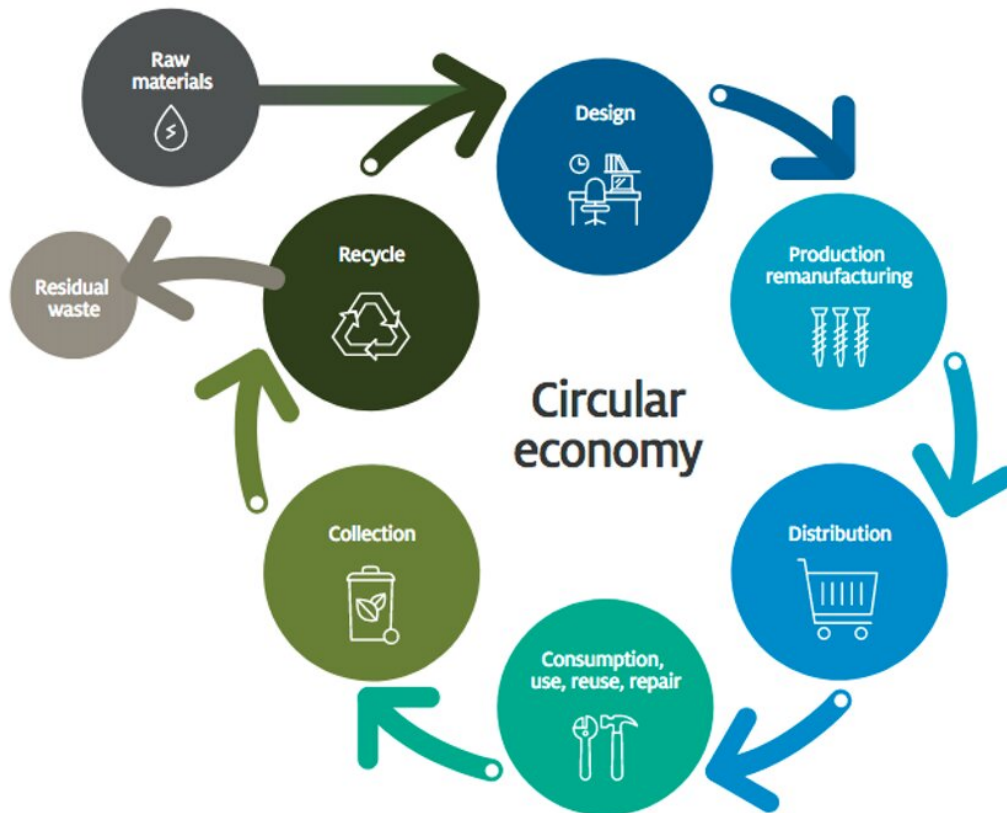 Raw
materials
Design
Recycle
Production
remanufacturing
Residual
waste
Circular
economy
Collection
Distribution
Consumption,
use, reuse, repair